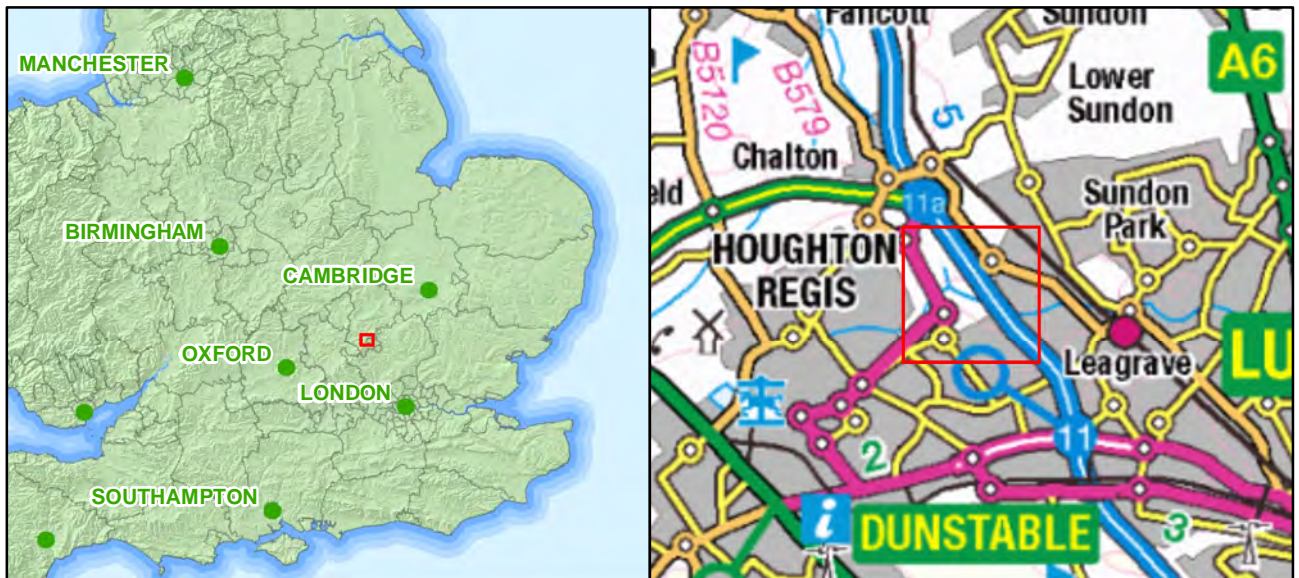 MANCHESTER
BIRMINGHAM
CAMBRIDGE
OXFORD
LONDON
SOUTHAMPTON
Fancott
Sundon
A6
B5120
B579
5
Lower
Sundon
Chalton
11a
Sundon
Park
HOUGHTON
REGIS
Leagrave
LU
11
2
i
DUNSTABLE
3